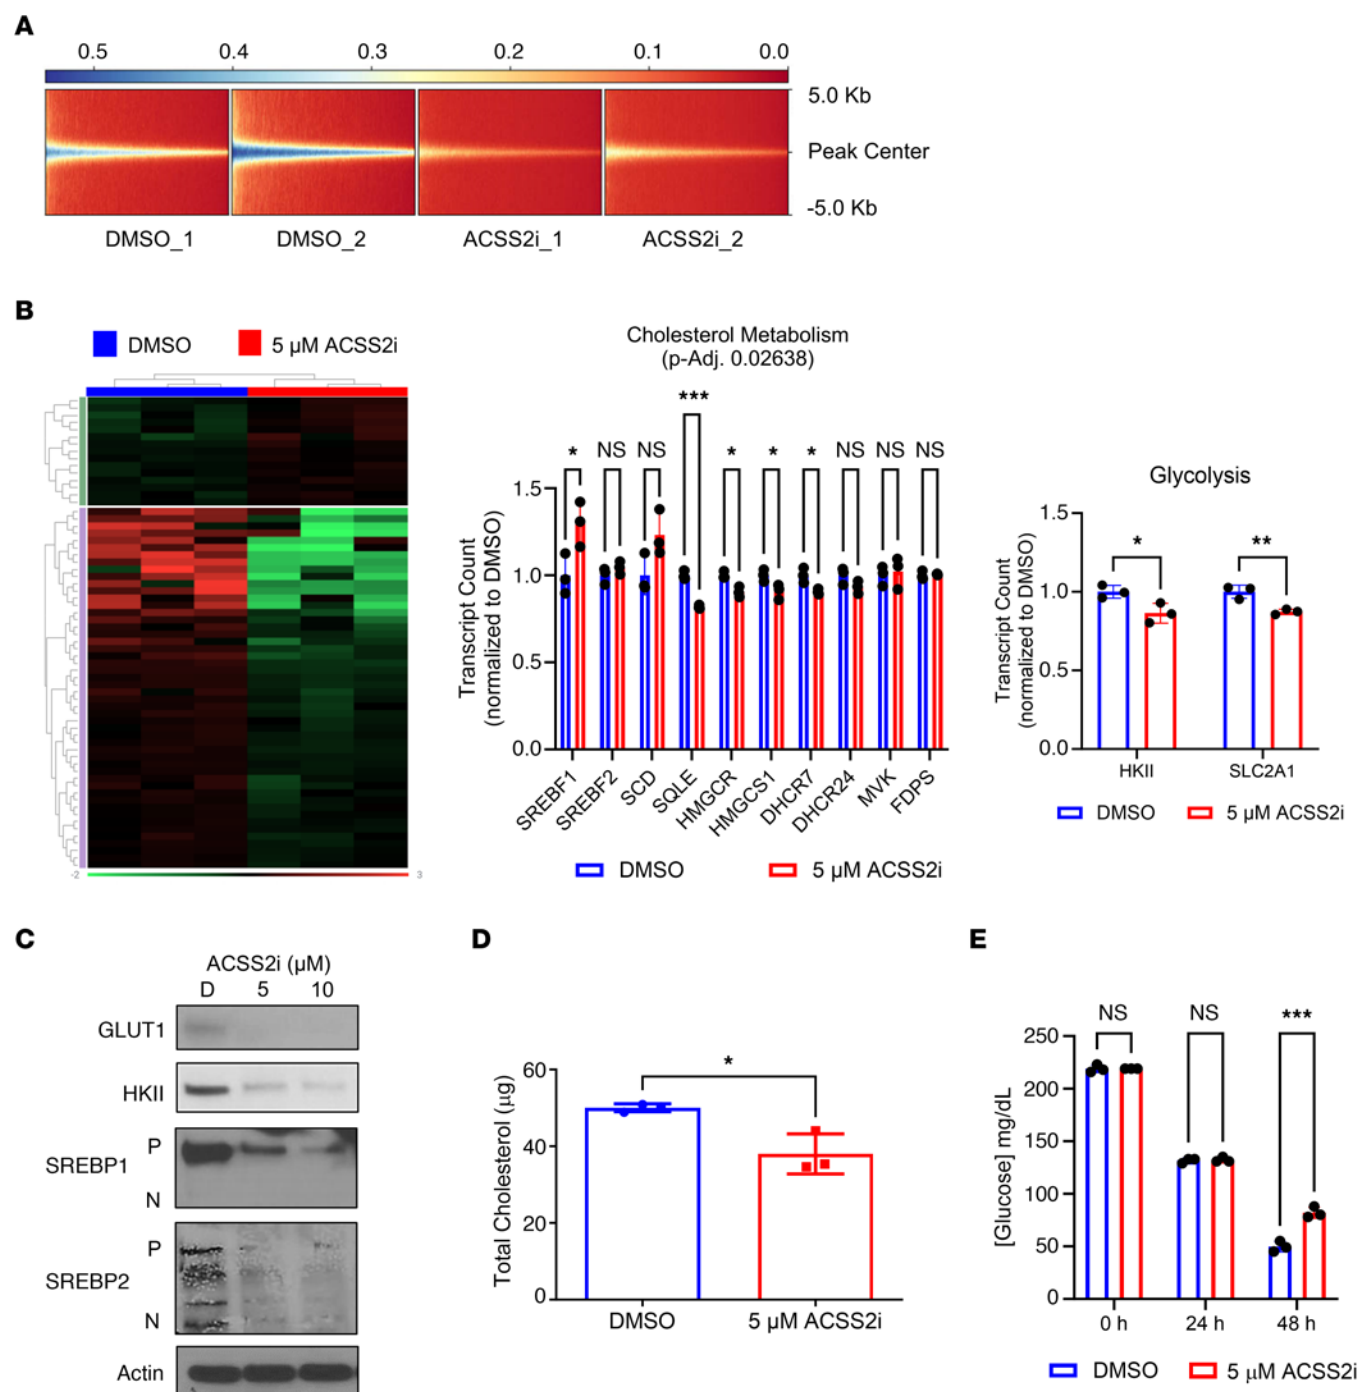 A
0.5 0.4 0.3 0.2 0.1 0.0
5.0 Kb
Peak Center
-5.0 Kb
DMSO_1 DMSO_2 ACSS2i_1 ACSS2i_2
B
DMSO 5 µM ACSS2i
-2 3
Cholesterol Metabolism
(p-Adj. 0.02638)
***
* NS NS * * * NS NS NS
Transcript Count
(normalized to DMSO)
1.5
1.0
0.5
0.0
SREBF1 SREBF2 SCD SQLE HMGCR HMGCS1 DHCR7 DHCR24 MVK FDPS
DMSO 5 µM ACSS2i
Glycolysis
* **
Transcript Count
(normalized to DMSO)
1.5
1.0
0.5
0.0
HKII SLC2A1
DMSO 5 µM ACSS2i
C
ACSS2i (µM)
D 5 10
GLUT1
HKII
P
SREBP1
N
P
SREBP2
N
Actin
D
*
Total Cholesterol (µg)
60
40
20
0
DMSO 5 µM ACSS2i
E
NS NS ***
[Glucose] mg/dL
250
200
150
100
50
0
0 h 24 h 48 h
DMSO 5 µM ACSS2i